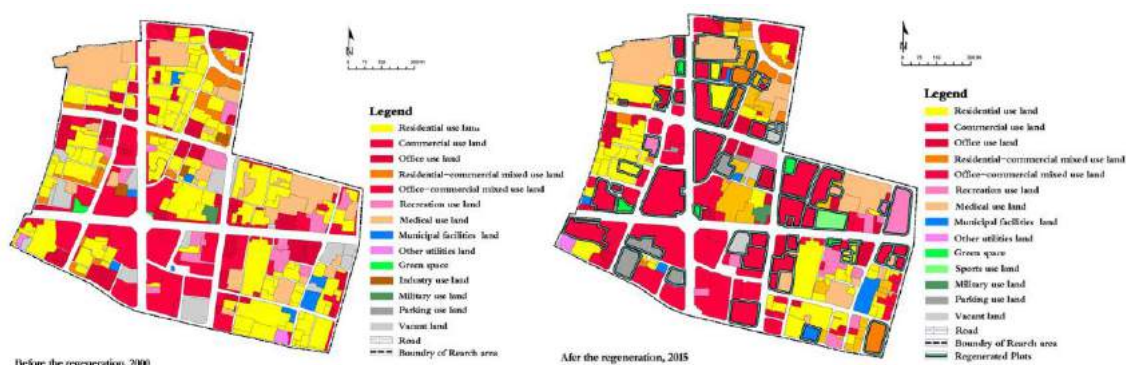 N
Legend
Residential use land
Commercial use land
Office use land
Residential-commercial mixed use land
Office-commercial mixed use land
Recreation use land
Medical use land
Municipal facilities land
Other utilities land
Green space
Industry use land
Military use land
Parking use land
Vacant land
Road
Boundry of Rearch area
Before the regeneration, 2000
N
Legend
Residential use land
Commercial use land
Office use land
Residential-commercial mixed use land
Office-commercial mixed use land
Recreation use land
Medical use land
Municipal facilities land
Other utilities land
Green space
Sports use land
Military use land
Parking use land
Vacant land
Road
Boundry of Rearch area
Regenerated Plots
Afer the regeneration, 2015